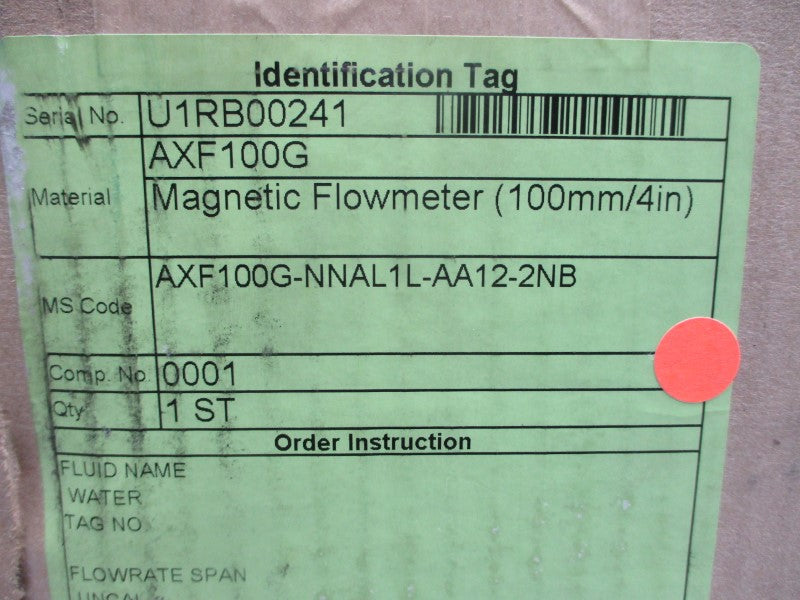 Identification Tag
Serial No. U1RB00241
AXF100G
Material Magnetic Flowmeter (100mm/4in)
MS Code AXF100G-NNAL1L-AA12-2NB
Comp. No. 0001
Qty 1 ST
Order Instruction
FLUID NAME
WATER
TAG NO
FLOWRATE SPAN